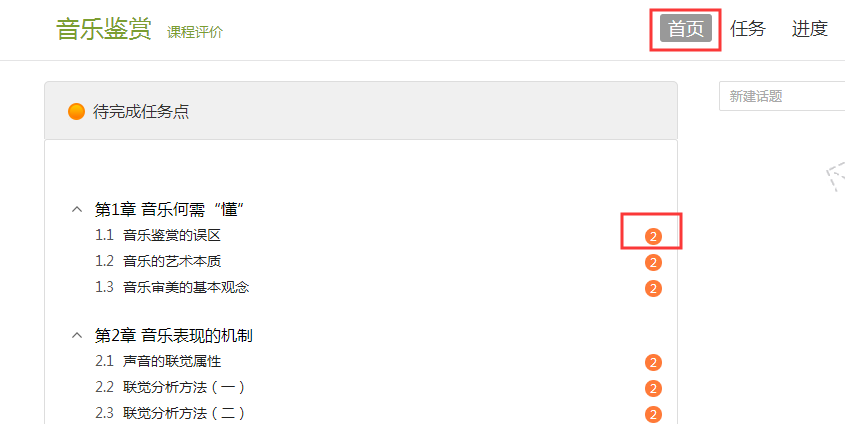 音乐鉴赏 课程评价 首页 任务 进度
待完成任务点 新建话题
第1章 音乐何需“懂”
1.1 音乐鉴赏的误区 2
1.2 音乐的艺术本质 2
1.3 音乐审美的基本观念 2
第2章 音乐表现的机制
2.1 声音的联觉属性 2
2.2 联觉分析方法（一） 2
2.3 联觉分析方法（二） 2